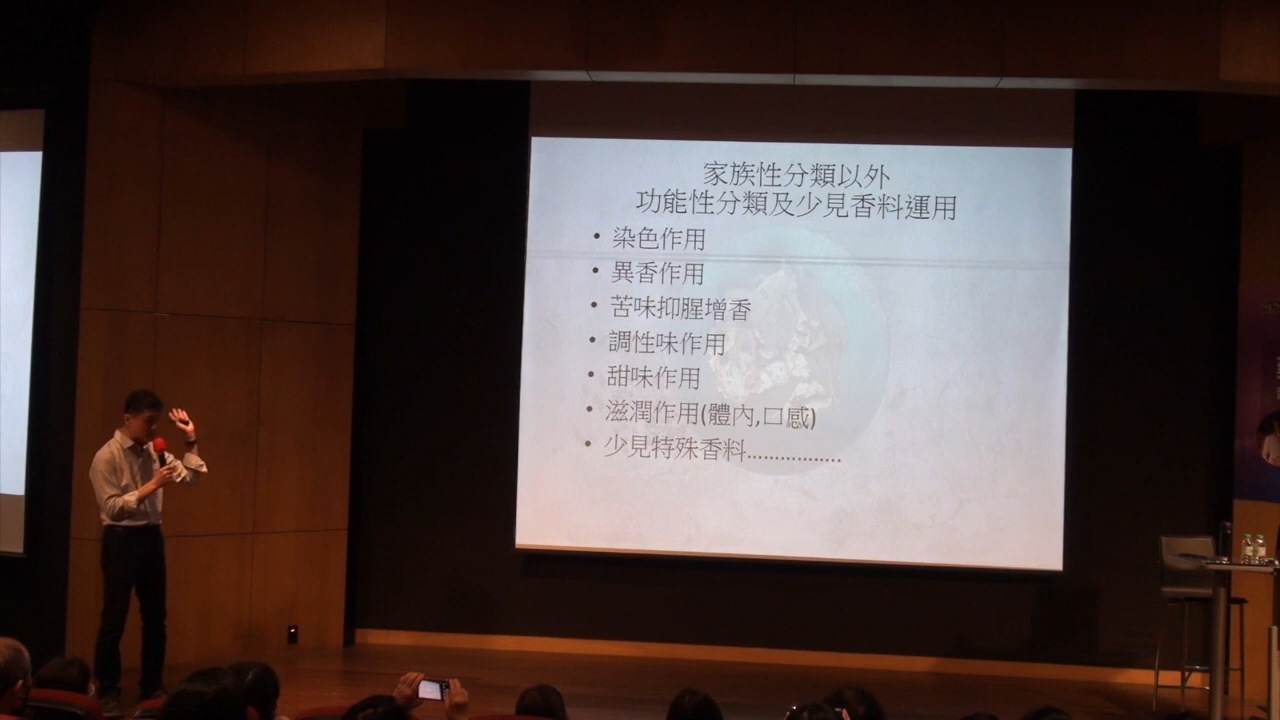 家族性分類以外
功能性分類及少見香料運用
• 染色作用
• 異香作用
• 苦味抑腥增香
• 調性味作用
• 甜味作用
• 滋潤作用(體內,口感)
• 少見特殊香料.................